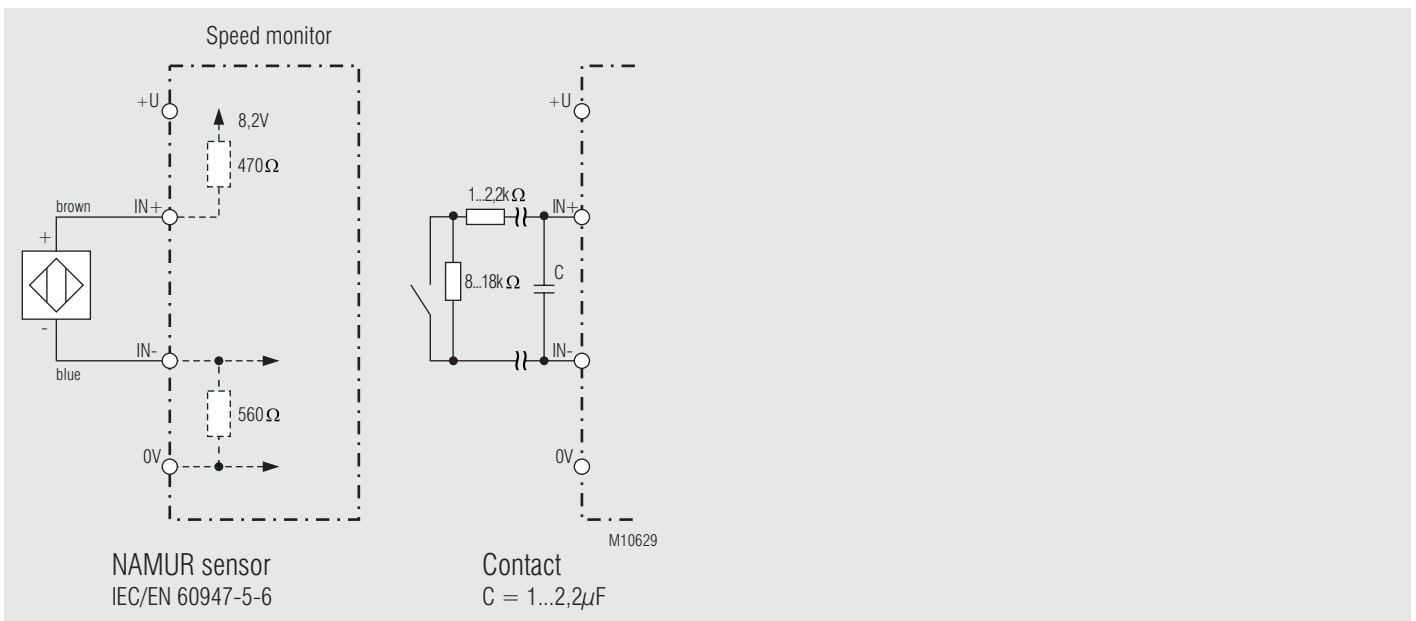 Speed monitor
+U
8,2V
470Ω
brown
IN+
+
-
IN-
blue
560Ω
0V
NAMUR sensor
IEC/EN 60947-5-6
+U
1...2,2kΩ
IN+
8...18kΩ
C
IN-
0V
M10629
Contact
C = 1...2,2µF